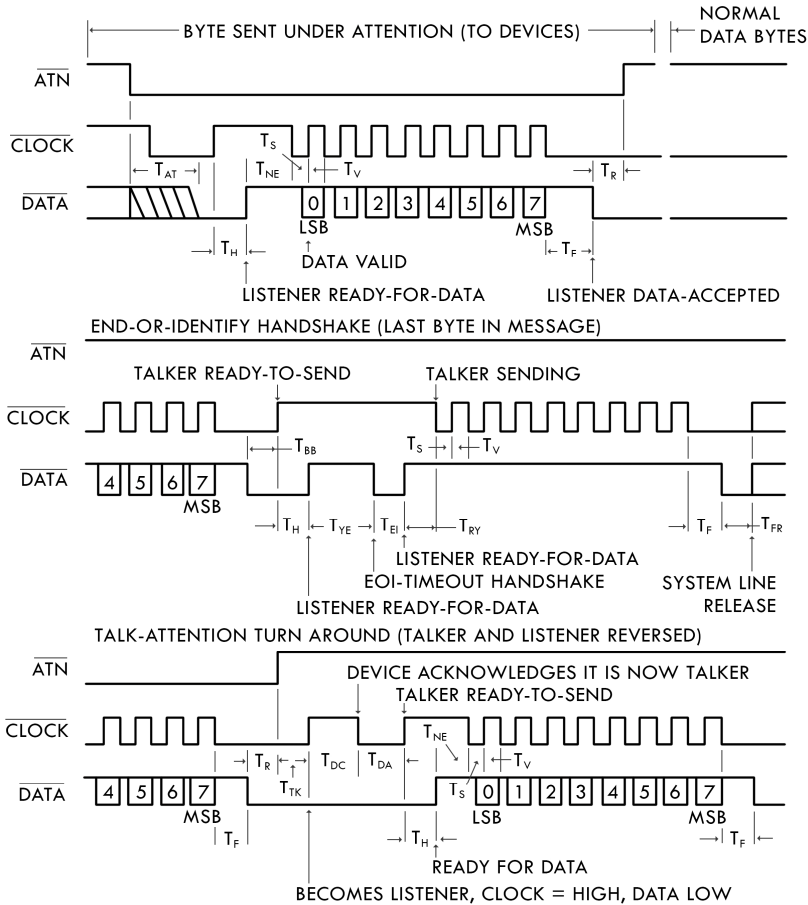 BYTE SENT UNDER ATTENTION (TO DEVICES)
NORMAL
DATA BYTES
ATN
CLOCK
TS
TAT
TNE
TV
TR
DATA
0 1 2 3 4 5 6 7
LSB
MSB
TH
TF
DATA VALID
LISTENER READY-FOR-DATA
LISTENER DATA-ACCEPTED
END-OR-IDENTIFY HANDSHAKE (LAST BYTE IN MESSAGE)
ATN
TALKER READY-TO-SEND
TALKER SENDING
CLOCK
TBB
TS
TV
DATA
4 5 6 7
MSB
TH
TYE
TEI
TRY
TF
TFR
LISTENER READY-FOR-DATA
EOI-TIMEOUT HANDSHAKE
SYSTEM LINE
RELEASE
LISTENER READY-FOR-DATA
TALK-ATTENTION TURN AROUND (TALKER AND LISTENER REVERSED)
ATN
DEVICE ACKNOWLEDGES IT IS NOW TALKER
TALKER READY-TO-SEND
CLOCK
TNE
TR
TDC
TDA
TV
TTK
TS
DATA
4 5 6 7
0 1 2 3 4 5 6 7
MSB
LSB
MSB
TF
TH
TF
READY FOR DATA
BECOMES LISTENER, CLOCK = HIGH, DATA LOW